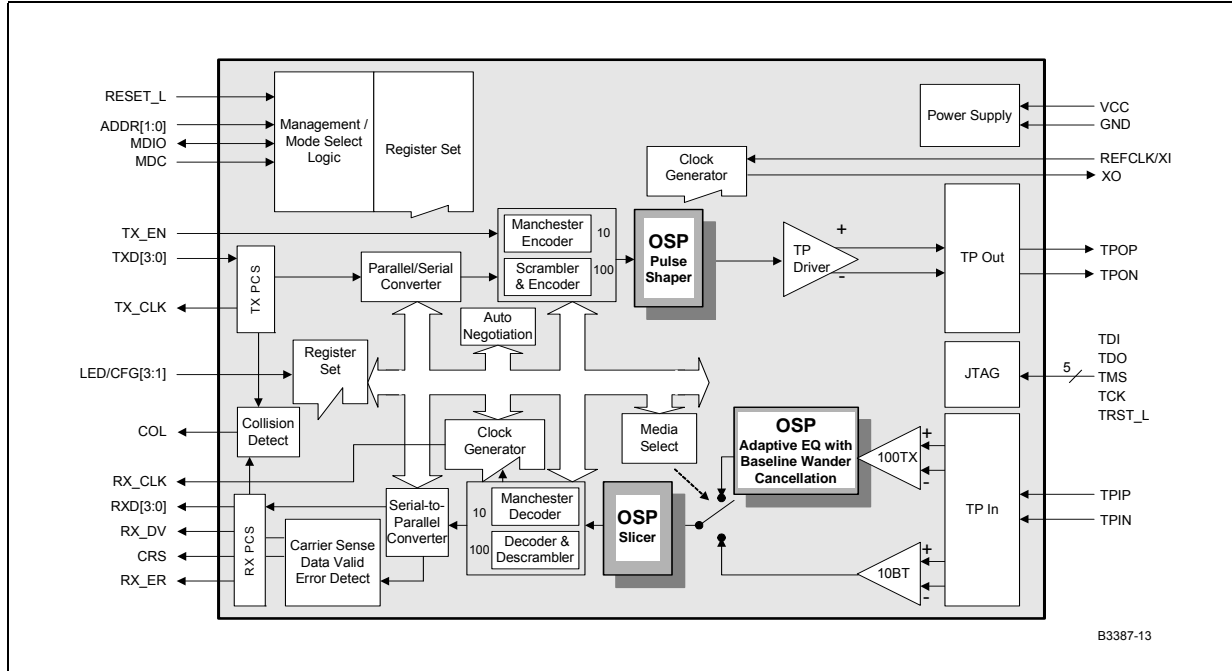 RESET_L
ADDR[1:0]
MDIO
MDC
Management /
Mode Select
Logic
Register Set
Power Supply
VCC
GND
Clock
Generator
REFCLK/XI
XO
TX_EN
TXD[3:0]
TX_CLK
TX PCS
Parallel/Serial
Converter
Manchester
Encoder
10
Scrambler
& Encoder
100
OSP
Pulse
Shaper
TP
Driver
+
-
TP Out
TPOP
TPON
Auto
Negotiation
LED/CFG[3:1]
Register
Set
JTAG
5
TDI
TDO
TMS
TCK
TRST_L
COL
Collision
Detect
Clock
Generator
Media
Select
OSP
Adaptive EQ with
Baseline Wander
Cancellation
100TX
+
-
TP In
TPIP
TPIN
RX_CLK
RXD[3:0]
RX_DV
CRS
RX_ER
RX PCS
Carrier Sense
Data Valid
Error Detect
Serial-to-
Parallel
Converter
10
Manchester
Decoder
100
Decoder &
Descrambler
OSP
Slicer
10BT
+
-
B3387-13